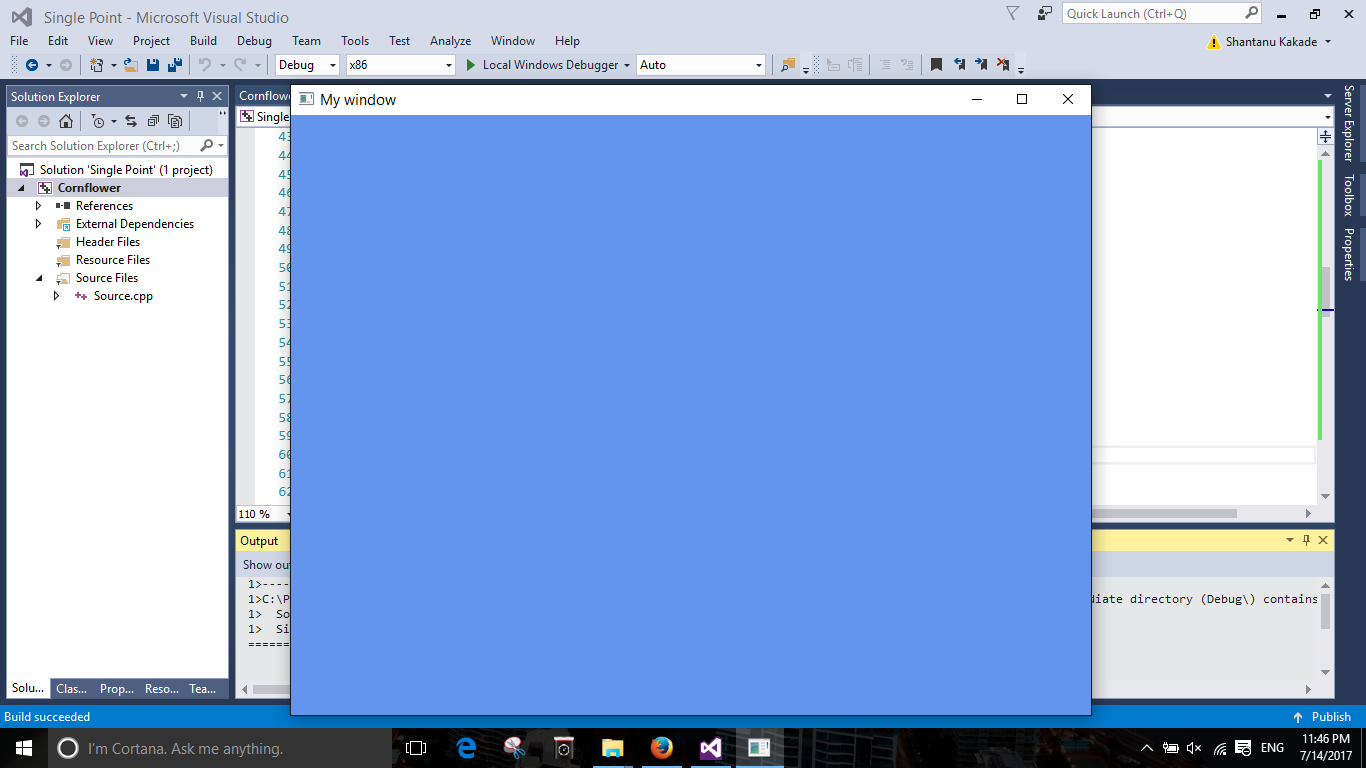 Single Point - Microsoft Visual Studio
Quick Launch (Ctrl+Q)
File Edit View Project Build Debug Team Tools Test Analyze Window Help
Shantanu Kakade
Debug x86 Local Windows Debugger Auto
Solution Explorer
Search Solution Explorer (Ctrl+;)
Solution 'Single Point' (1 project)
Cornflower
References
External Dependencies
Header Files
Resource Files
Source Files
Source.cpp
Solu... Clas... Prop... Reso... Tea...
Cornflow
Single
My window
43
44
45
46
47
48
49
50
51
52
53
54
55
56
57
58
59
60
61
62
110 %
Server Explorer
Toolbox
Properties
Output
Show ou
1>----
1>C:\P
diate directory (Debug\) contains
1> So
1> Si
======
Build succeeded
Publish
I'm Cortana. Ask me anything.
ENG
11:46 PM
7/14/2017